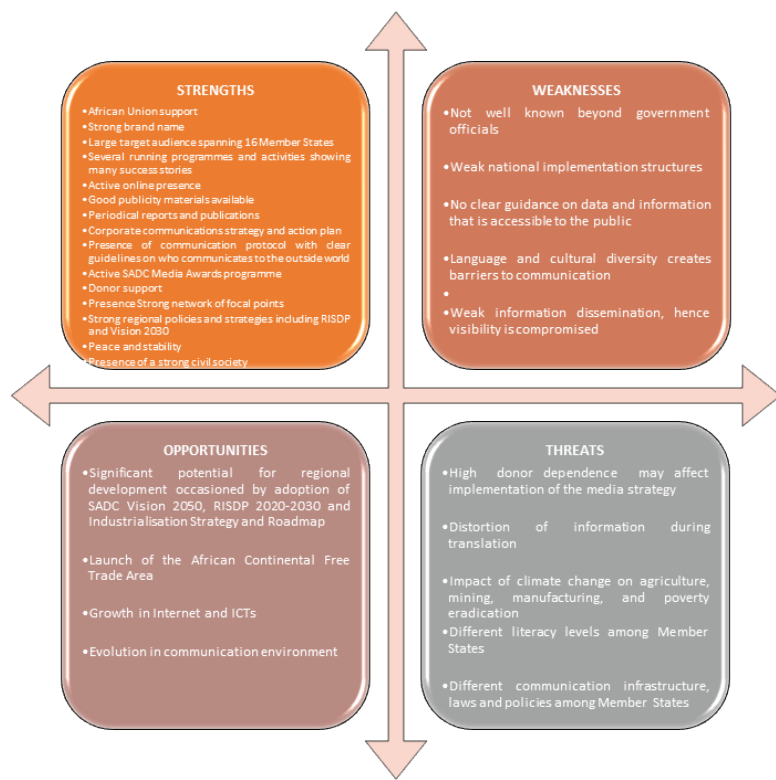 STRENGTHS
•African Union support
•Strong brand name
•Large target audience spanning 16 Member States
•Several running programmes and activities showing
many success stories
•Active online presence
•Good publicity materials available
•Periodical reports and publications
•Corporate communications strategy and action plan
•Presence of communication protocol with clear
guidelines on who communicates to the outside world
•Active SADC Media Awards programme
•Donor support
•Presence Strong network of focal points
•Strong regional policies and strategies including RISDP
and Vision 2030
•Peace and stability
•Presence of a strong civil society
WEAKNESSES
•Not well known beyond government
officials
•Weak national implementation structures
•No clear guidance on data and information
that is accessible to the public
•Language and cultural diversity creates
barriers to communication
•
•Weak information dissemination, hence
visibility is compromised
OPPORTUNITIES
•Significant potential for regional
development occasioned by adoption of
SADC Vision 2050, RISDP 2020-2030 and
Industrialisation Strategy and Roadmap
•Launch of the African Continental Free
Trade Area
•Growth in Internet and ICTs
•Evolution in communication environment
THREATS
•High donor dependence may affect
implementation of the media strategy
•Distortion of information during
translation
•Impact of climate change on agriculture,
mining, manufacturing, and poverty
eradication
•Different literacy levels among Member
States
•Different communication infrastructure,
laws and policies among Member States